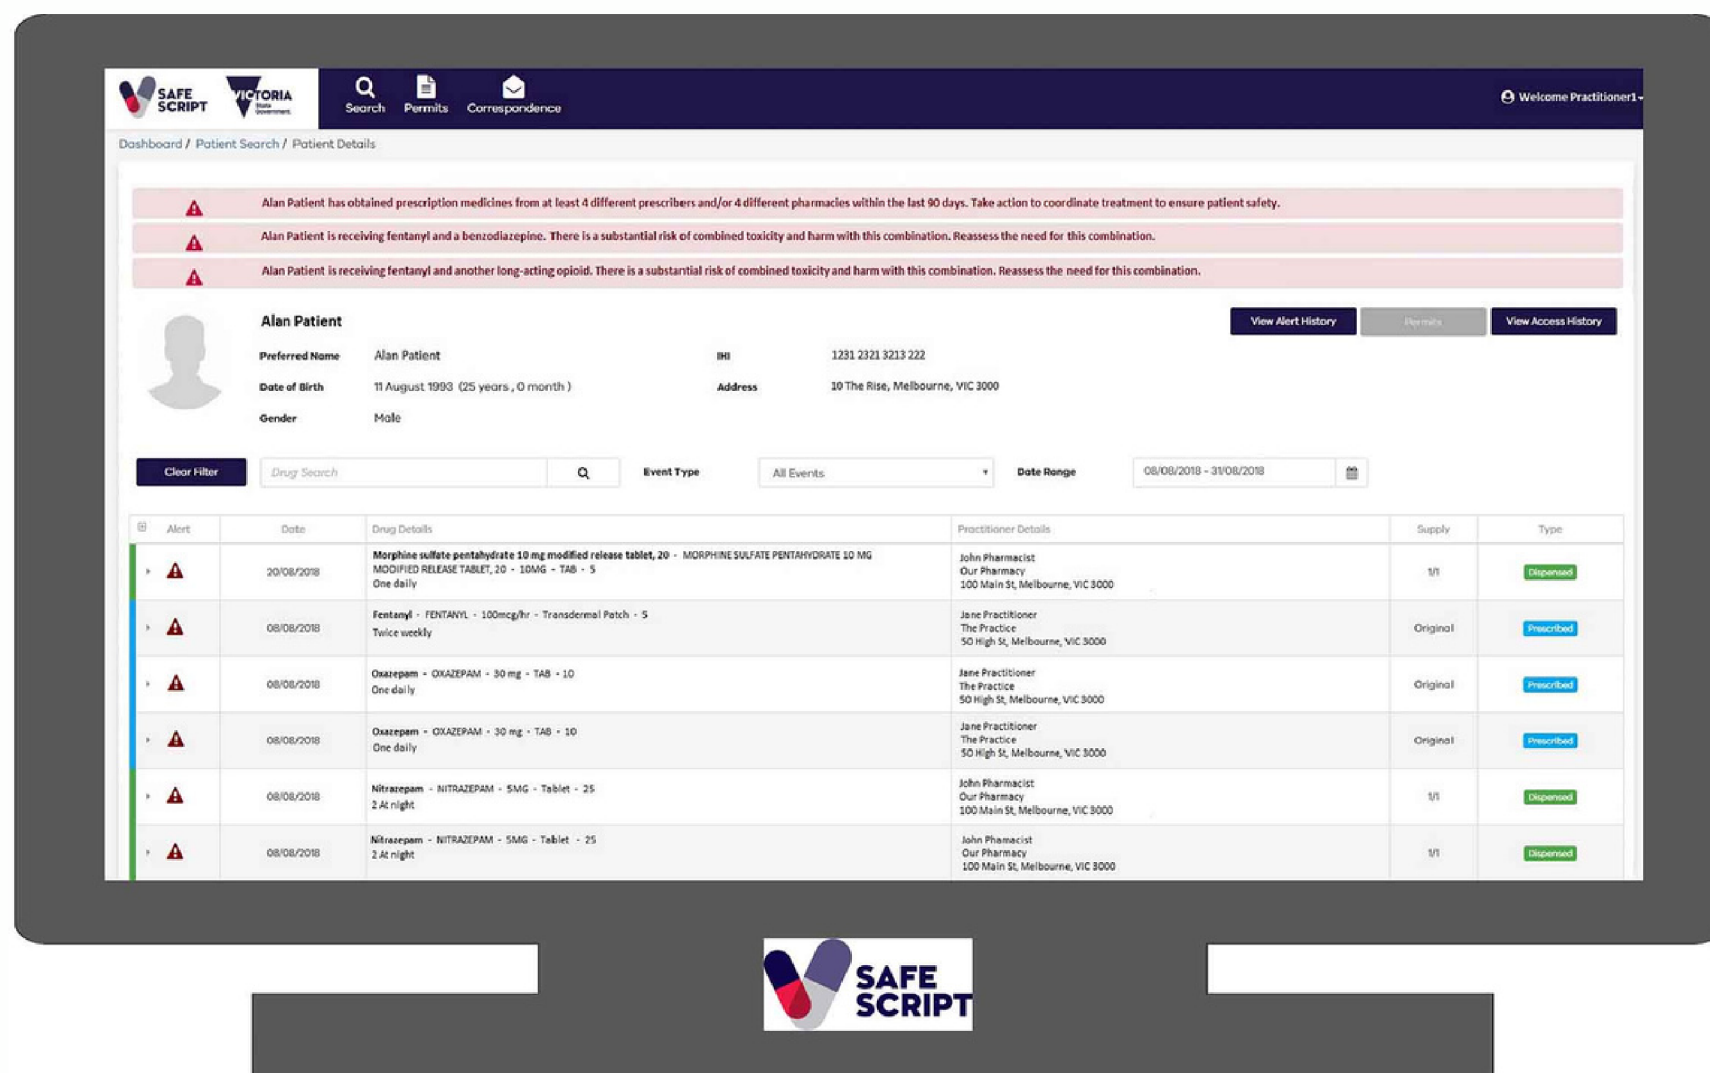 SAFE SCRIPT
VICTORIA State Government
Search
Permits
Correspondence
Welcome Practitioner1
Dashboard / Patient Search / Patient Details
Alan Patient has obtained prescription medicines from at least 4 different prescribers and/or 4 different pharmacies within the last 90 days. Take action to coordinate treatment to ensure patient safety.
Alan Patient is receiving fentanyl and a benzodiazepine. There is a substantial risk of combined toxicity and harm with this combination. Reassess the need for this combination.
Alan Patient is receiving fentanyl and another long-acting opioid. There is a substantial risk of combined toxicity and harm with this combination. Reassess the need for this combination.
Alan Patient
View Alert History
Permits
View Access History
Preferred Name Alan Patient IHI 1231 2321 3213 222
Date of Birth 11 August 1993 (25 years , 0 month ) Address 10 The Rise, Melbourne, VIC 3000
Gender Male
Clear Filter Drug Search Event Type All Events Date Range 08/08/2018 - 31/08/2018
Alert Date Drug Details Practitioner Details Supply Type
20/08/2018
Morphine sulfate pentahydrate 10 mg modified release tablet, 20 - MORPHINE SULFATE PENTAHYDRATE 10 MG
MODIFIED RELEASE TABLET, 20 - 10MG - TAB - 5
One daily
John Pharmacist
Our Pharmacy
100 Main St, Melbourne, VIC 3000
1/1
Dispensed
08/08/2018
Fentanyl - FENTANYL - 100mcg/hr - Transdermal Patch - 5
Twice weekly
Jane Practitioner
The Practice
50 High St, Melbourne, VIC 3000
Original
Prescribed
08/08/2018
Oxazepam - OXAZEPAM - 30 mg - TAB - 10
One daily
Jane Practitioner
The Practice
50 High St, Melbourne, VIC 3000
Original
Prescribed
08/08/2018
Oxazepam - OXAZEPAM - 30 mg - TAB - 10
One daily
Jane Practitioner
The Practice
50 High St, Melbourne, VIC 3000
Original
Prescribed
08/08/2018
Nitrazepam - NITRAZEPAM - 5MG - Tablet - 25
2 At night
John Pharmacist
Our Pharmacy
100 Main St, Melbourne, VIC 3000
1/1
Dispensed
08/08/2018
Nitrazepam - NITRAZEPAM - 5MG - Tablet - 25
2 At night
John Phamacist
Our Pharmacy
100 Main St, Melbourne, VIC 3000
1/1
Dispensed
SAFE
SCRIPT